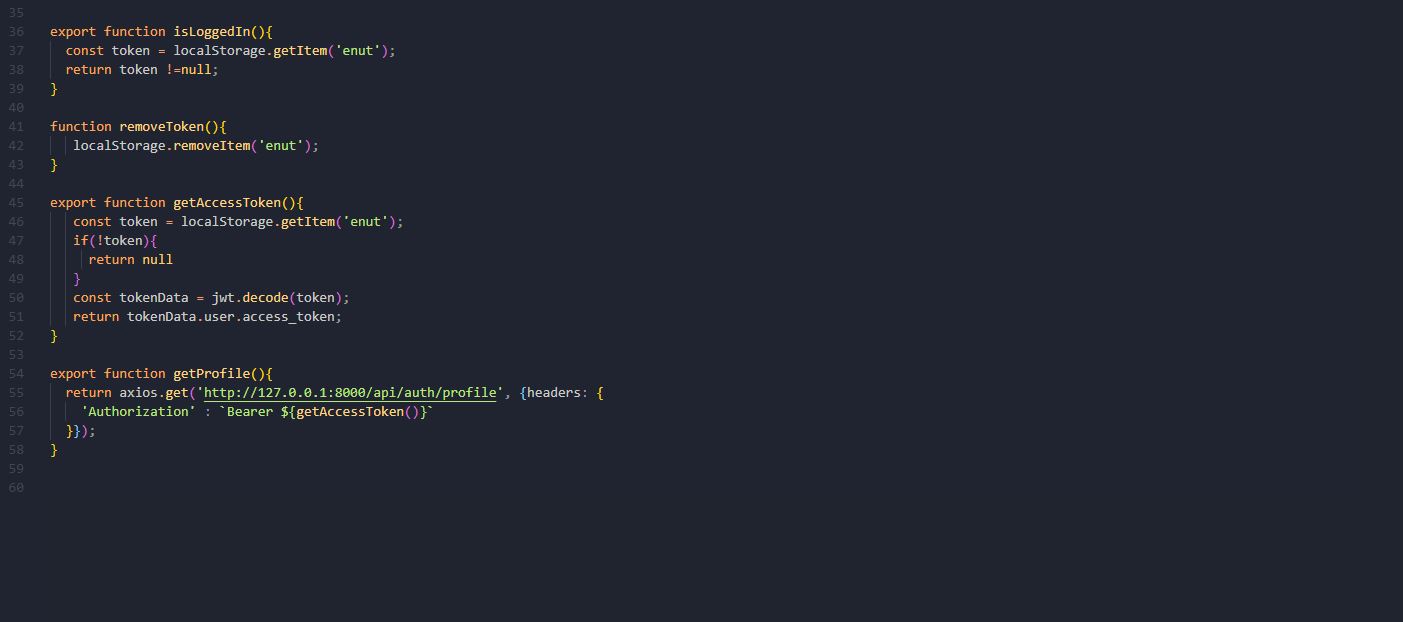 35
36 export function isLoggedIn(){
37   const token = localStorage.getItem('enut');
38   return token !=null;
39 }
40
41 function removeToken(){
42    localStorage.removeItem('enut');
43 }
44
45 export function getAccessToken(){
46    const token = localStorage.getItem('enut');
47    if(!token){
48      return null
49    }
50    const tokenData = jwt.decode(token);
51    return tokenData.user.access_token;
52 }
53
54 export function getProfile(){
55   return axios.get('http://127.0.0.1:8000/api/auth/profile', {headers: {
56     'Authorization' : `Bearer ${getAccessToken()}`
57   }});
58 }
59
60